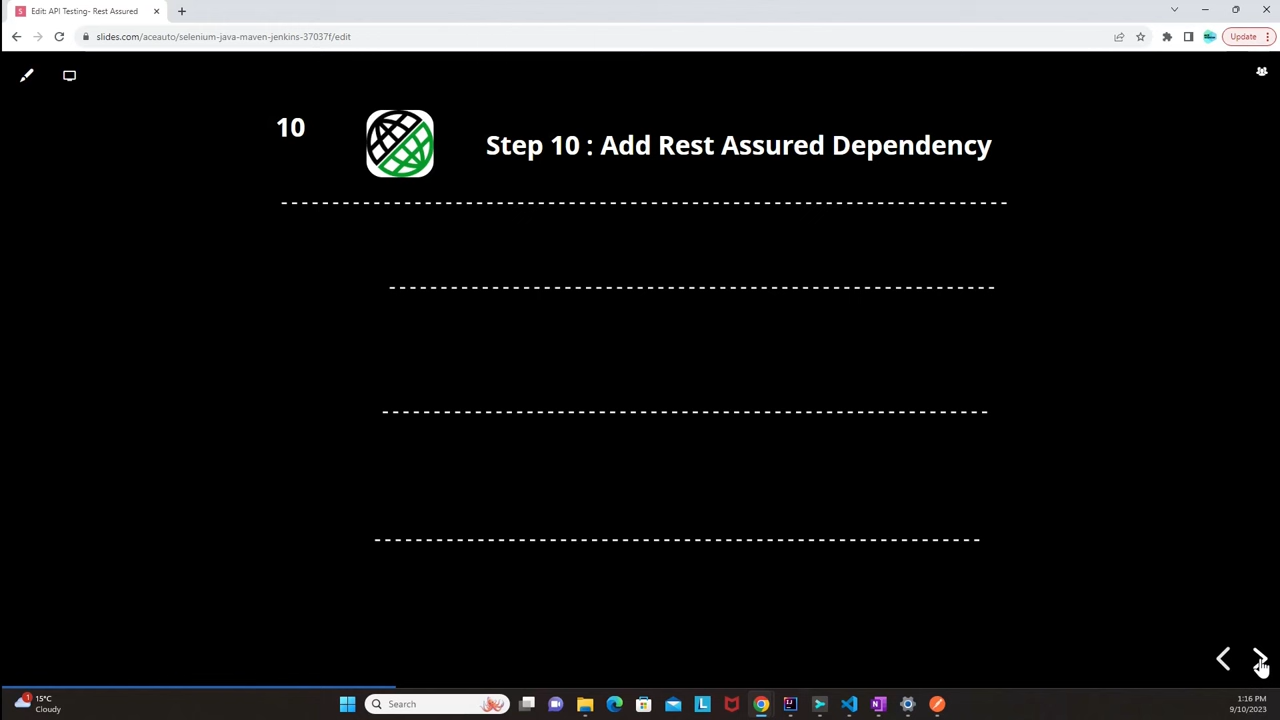 S
Edit: API Testing- Rest Assured
slides.com/aceauto/selenium-java-maven-jenkins-37037f/edit
Update
10
Step 10 : Add Rest Assured Dependency
1
15°C
Cloudy
Search
L
N
1:16 PM
9/10/2023